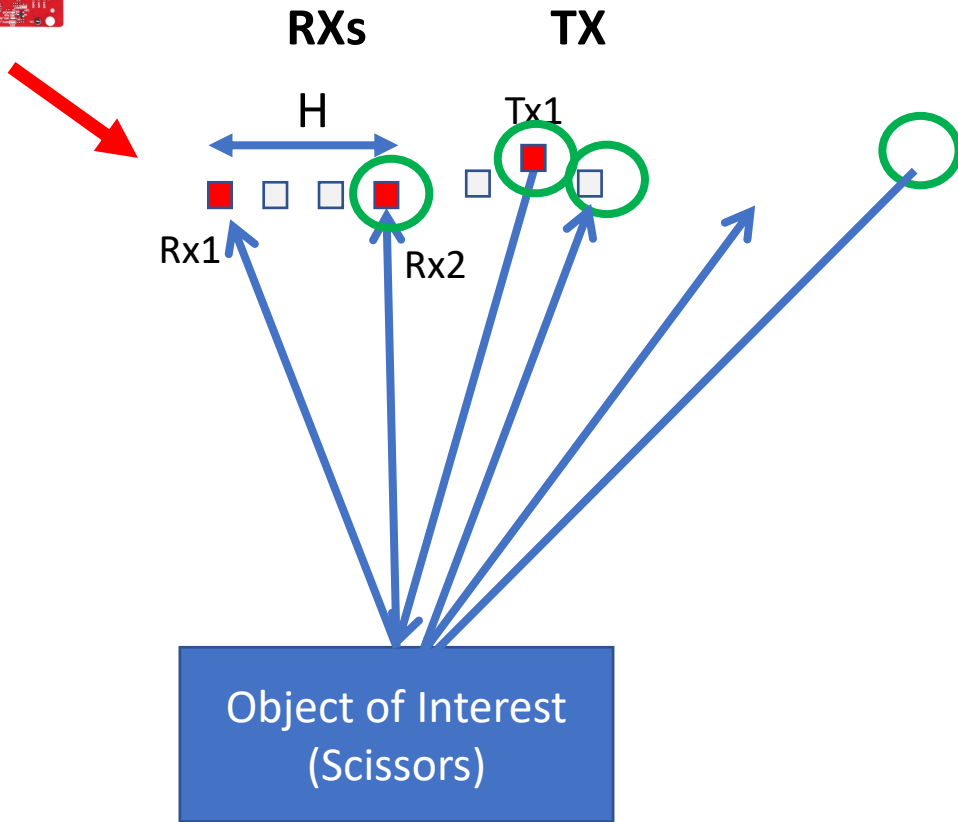 RXs
TX
H
Tx1
Rx1
Rx2
Object of Interest
(Scissors)